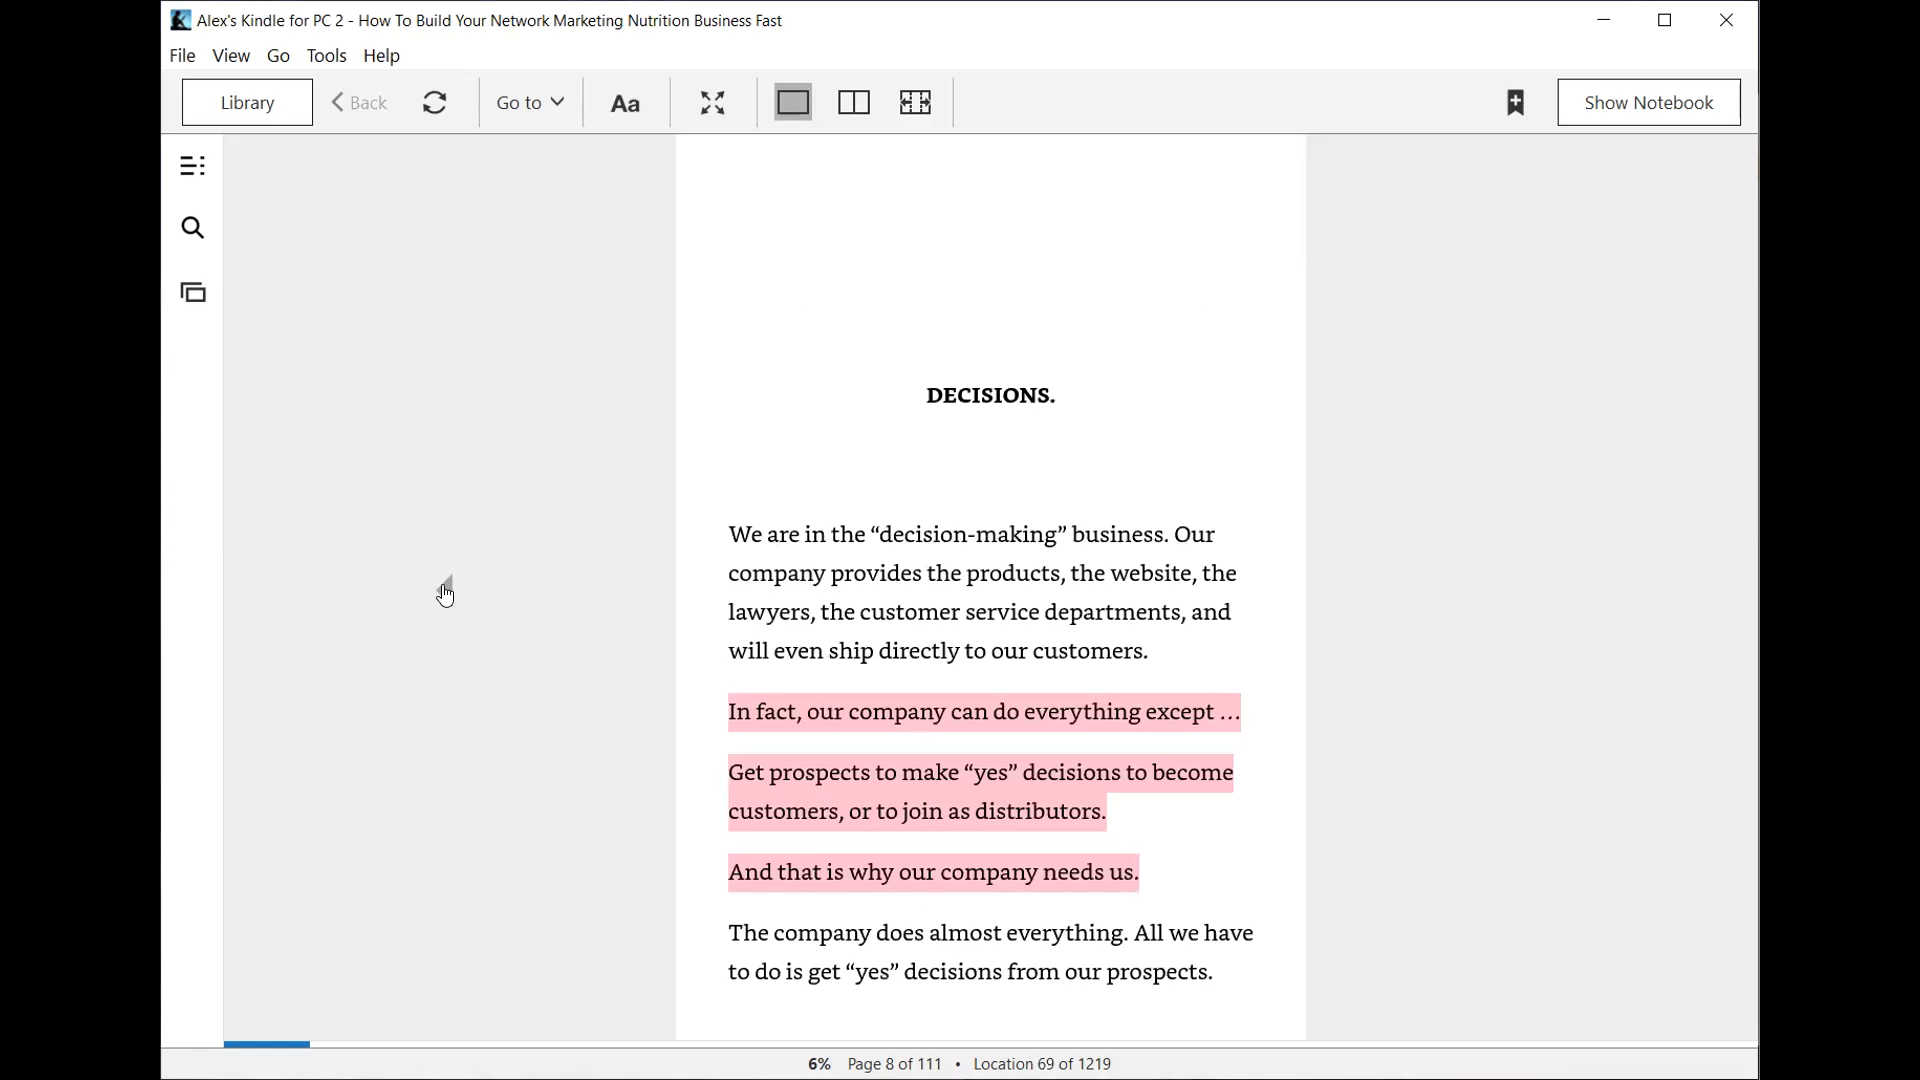 Alex's Kindle for PC 2 - How To Build Your Network Marketing Nutrition Business Fast
File View Go Tools Help
Library Back Go to Aa Show Notebook
DECISIONS.
We are in the “decision-making” business. Our
company provides the products, the website, the
lawyers, the customer service departments, and
will even ship directly to our customers.
In fact, our company can do everything except …
Get prospects to make “yes” decisions to become
customers, or to join as distributors.
And that is why our company needs us.
The company does almost everything. All we have
to do is get “yes” decisions from our prospects.
6% Page 8 of 111 • Location 69 of 1219